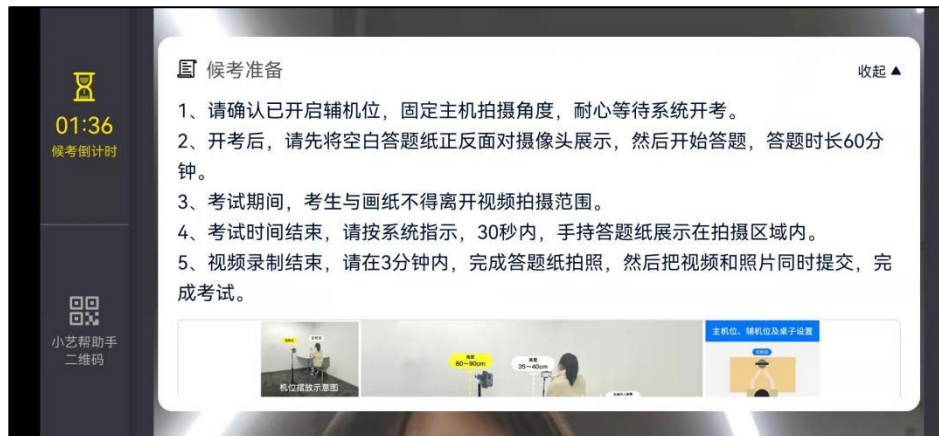 01:36
候考倒计时
小艺帮助手
二维码
候考准备
收起▲
1、请确认已开启辅机位，固定主机拍摄角度，耐心等待系统开考。
2、开考后，请先将空白答题纸正反面对摄像头展示，然后开始答题，答题时长60分
钟。
3、考试期间，考生与画纸不得离开视频拍摄范围。
4、考试时间结束，请按系统指示，30秒内，手持答题纸展示在拍摄区域内。
5、视频录制结束，请在3分钟内，完成答题纸拍照，然后把视频和照片同时提交，完
成考试。
机位摆放示意图
高度
80~90cm
高度
35~40cm
主机位、辅机位及桌子设置